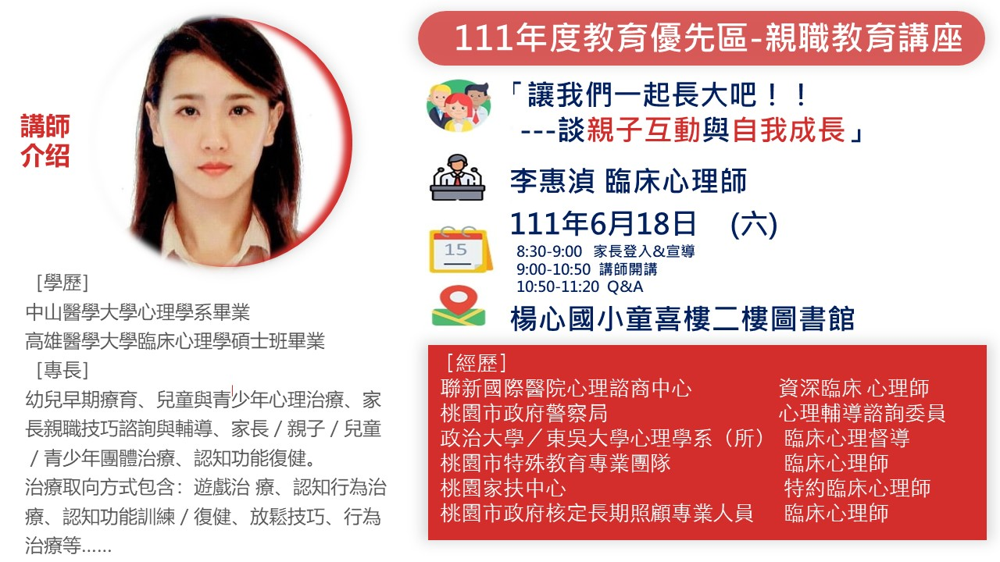 講師
介绍
［學歷］
中山醫學大學心理學系畢業
高雄醫學大學臨床心理學碩士班畢業
［專長］
幼兒早期療育、兒童與青少年心理治療、家
長親職技巧諮詢與輔導、家長／親子／兒童
／青少年團體治療、認知功能復健。
治療取向方式包含：遊戲治 療、認知行為治
療、認知功能訓練／復健、放鬆技巧、行為
治療等......
111年度教育優先區-親職教育講座
「讓我們一起長大吧！！
---談親子互動與自我成長」
李惠湞 臨床心理師
111年6月18日 (六)
15
8:30-9:00 家長登入&宣導
9:00-10:50 講師開講
10:50-11:20 Q&A
楊心國小童喜樓二樓圖書館
［經歷］
聯新國際醫院心理諮商中心 資深臨床 心理師
桃園市政府警察局 心理輔導諮詢委員
政治大學／東吳大學心理學系（所） 臨床心理督導
桃園市特殊教育專業團隊 臨床心理師
桃園家扶中心 特約臨床心理師
桃園市政府核定長期照顧專業人員 臨床心理師